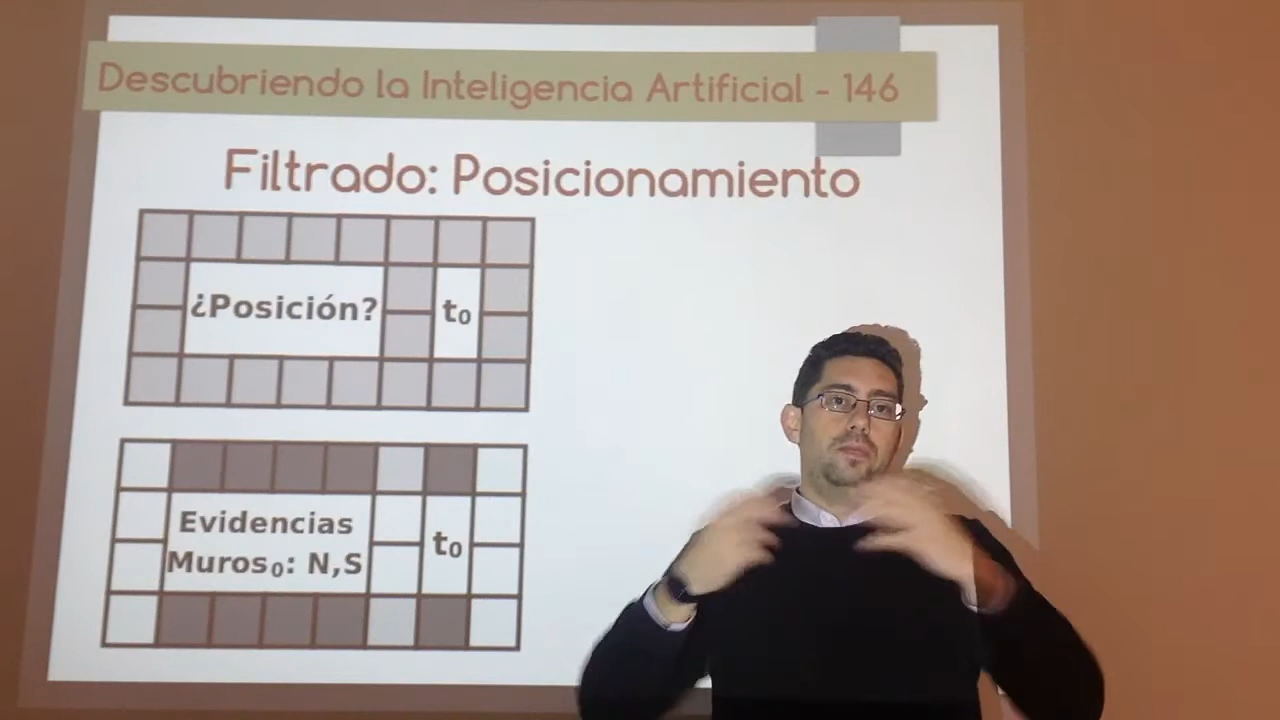 Descubriendo la Inteligencia Artificial - 146
Filtrado: Posicionamiento
¿Posición?
t₀
Evidencias
Muros₀: N,S
t₀